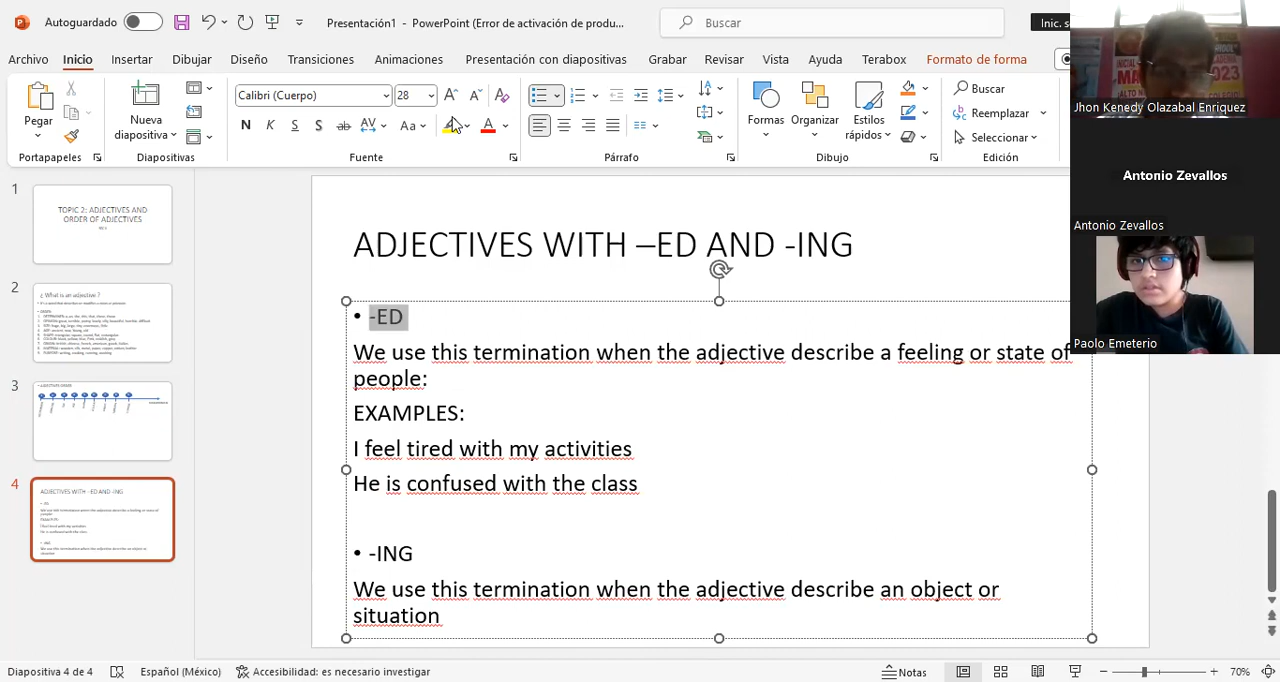 Autoguardado
Presentación1 - PowerPoint (Error de activación de produ...
Buscar
Inic. s
Archivo Inicio Insertar Dibujar Diseño Transiciones Animaciones Presentación con diapositivas Grabar Revisar Vista Ayuda Terabox Formato de forma
Pegar
Nueva
diapositiva
Calibri (Cuerpo) 28
N K S S ab AV Aa A
Formas Organizar Estilos
rápidos
Buscar
Reemplazar
Seleccionar
Portapapeles Diapositivas Fuente Párrafo Dibujo Edición
Jhon Kenedy Olazabal Enriquez
Antonio Zevallos
Antonio Zevallos
Paolo Emeterio
1
TOPIC 2: ADJECTIVES AND
ORDER OF ADJECTIVES
2
¿ What is an adjective ?
3
4
ADJECTIVES WITH –ED AND -ING
ADJECTIVES WITH –ED AND -ING
• -ED
We use this termination when the adjective describe a feeling or state of
people:
EXAMPLES:
I feel tired with my activities
He is confused with the class
• -ING
We use this termination when the adjective describe an object or
situation
Diapositiva 4 de 4 Español (México) Accesibilidad: es necesario investigar Notas 70%